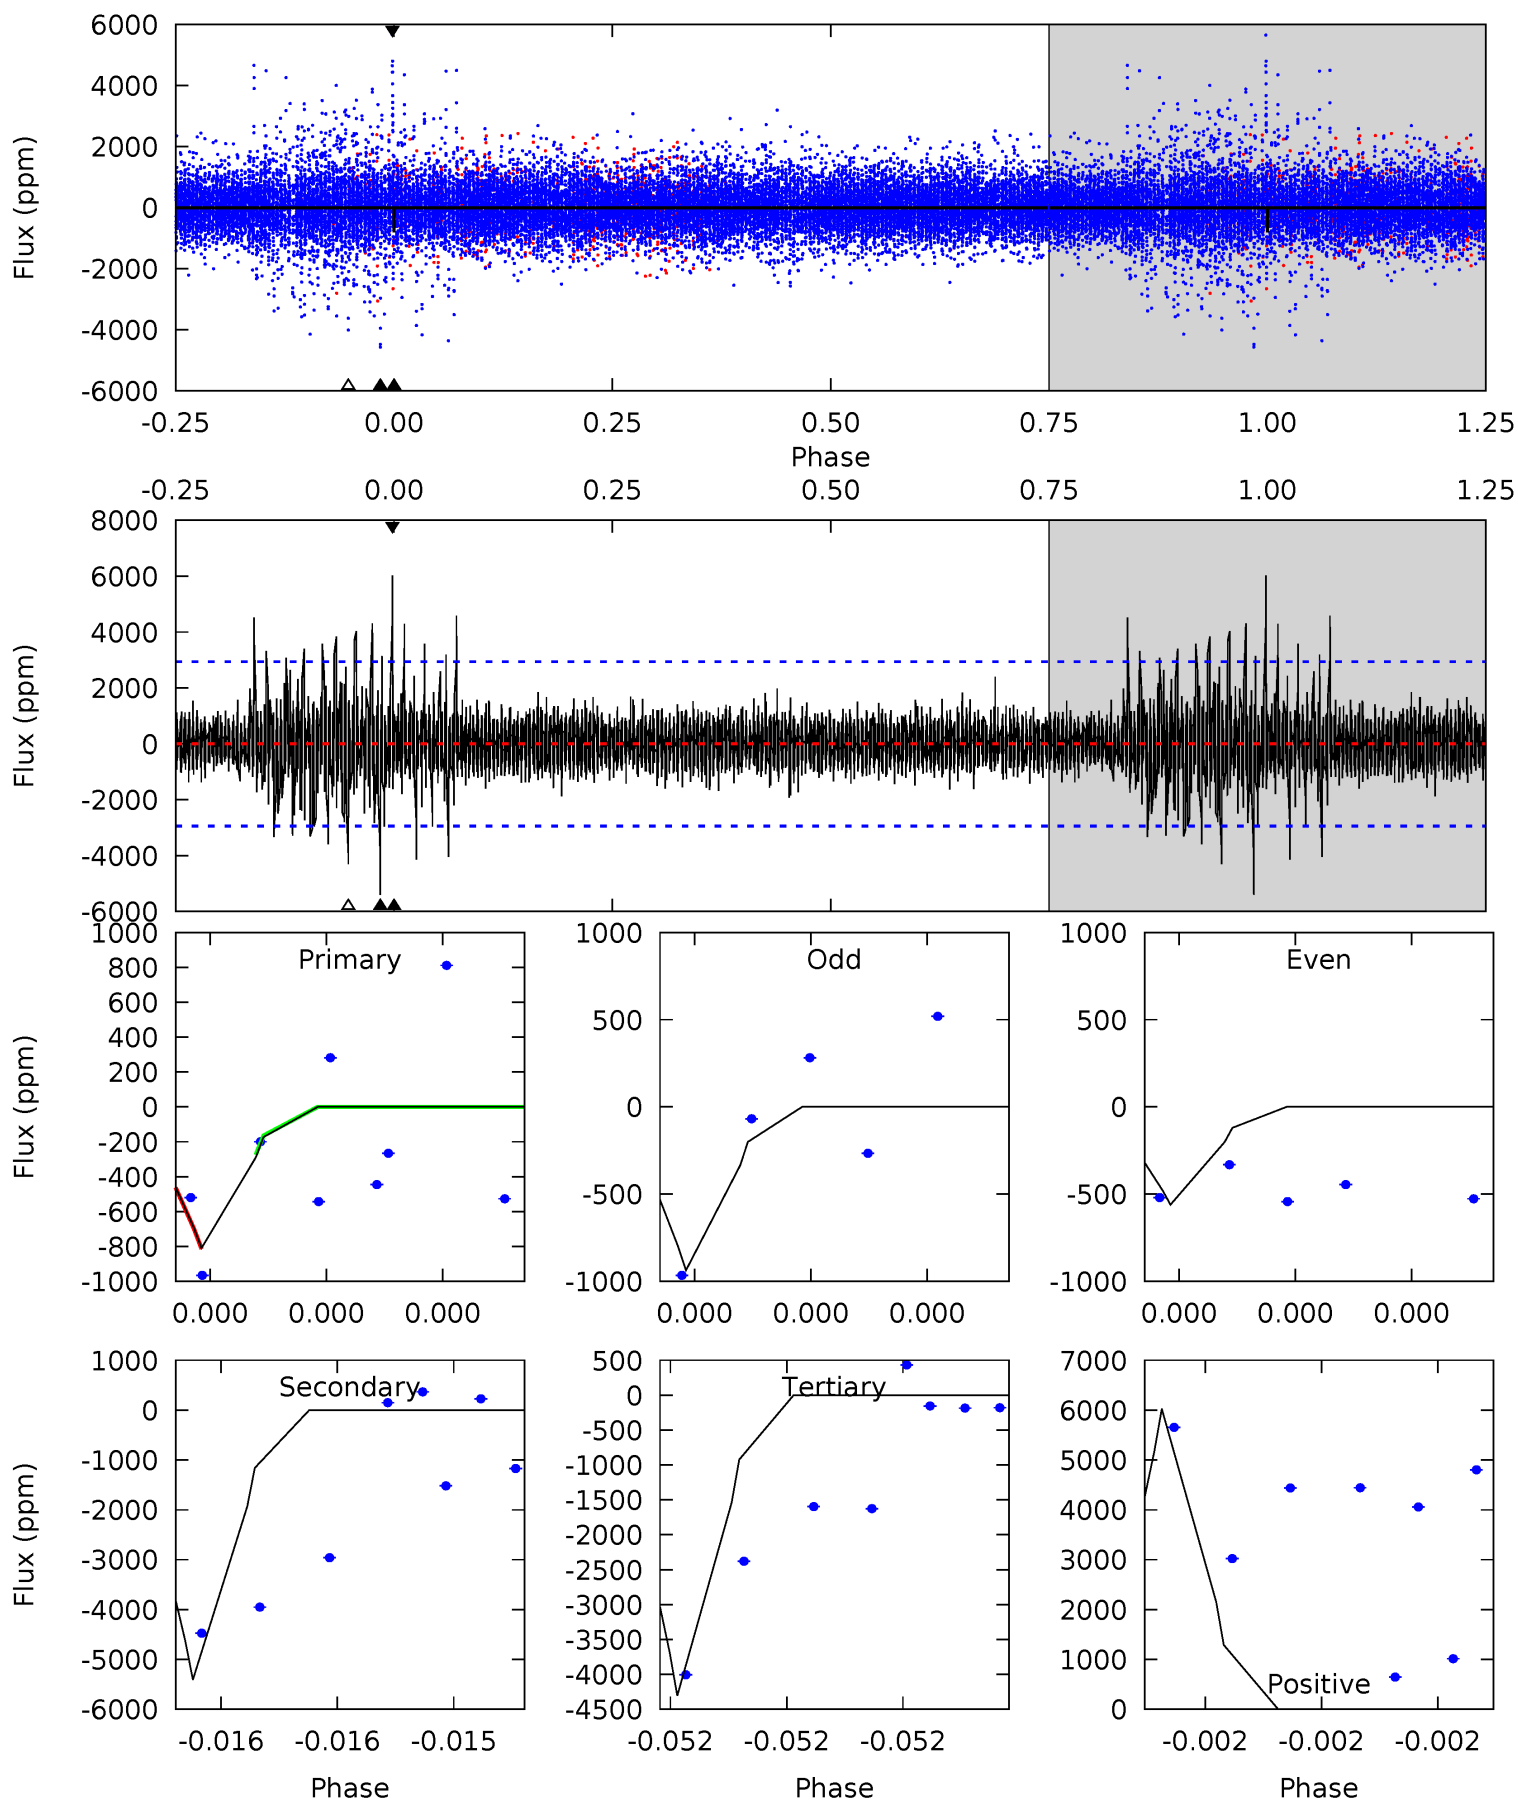 6000
4000
2000
0
-2000
-4000
-6000
Flux (ppm)
-0.25 0.00 0.25 0.50 0.75 1.00 1.25
Phase
-0.25 0.00 0.25 0.50 0.75 1.00 1.25
8000
6000
4000
2000
0
-2000
-4000
-6000
Flux (ppm)
Primary
1000
800
600
400
200
0
-200
-400
-600
-800
-1000
Flux (ppm)
0.000 0.000 0.000
Odd
1000
500
0
-500
-1000
0.000 0.000 0.000
Even
1000
500
0
-500
-1000
0.000 0.000 0.000
Secondary
1000
0
-1000
-2000
-3000
-4000
-5000
-6000
Flux (ppm)
-0.016 -0.016 -0.015
Phase
Tertiary
500
0
-500
-1000
-1500
-2000
-2500
-3000
-3500
-4000
-4500
-0.052 -0.052 -0.052
Phase
7000
6000
5000
4000
3000
2000
1000
0
Positive
-0.002 -0.002 -0.002
Phase